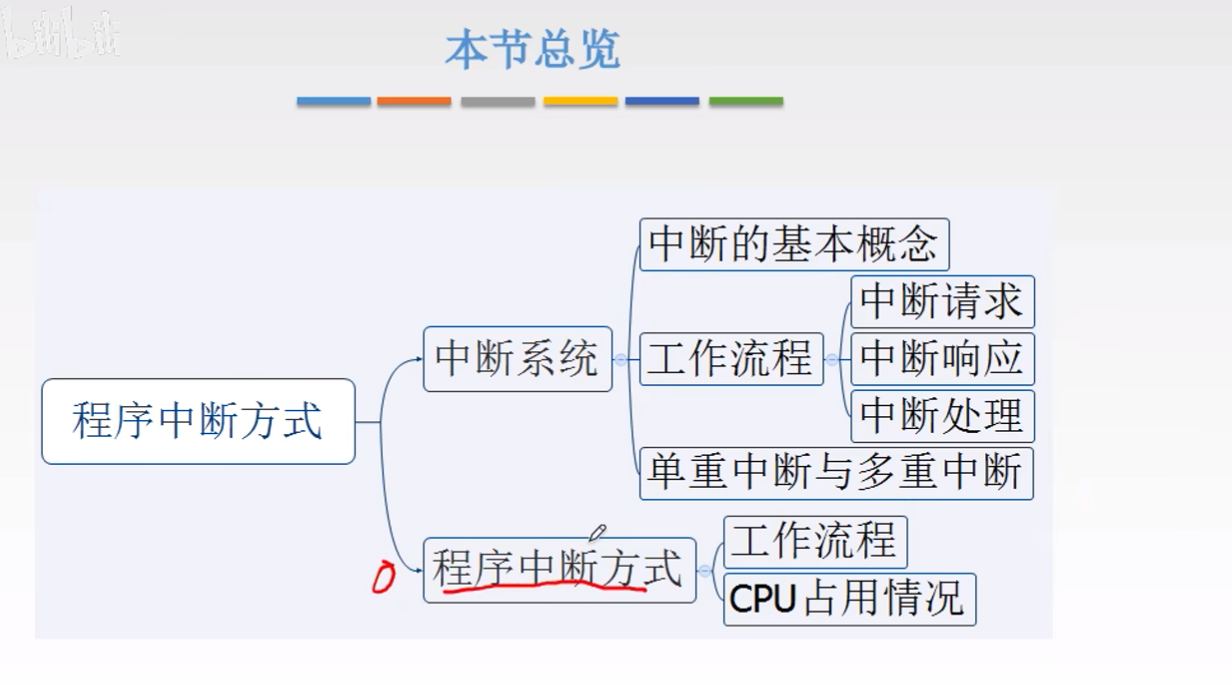 bilibili
本节总览
中断的基本概念
中断请求
中断系统
工作流程
中断响应
程序中断方式
中断处理
单重中断与多重中断
工作流程
程序中断方式
CPU占用情况